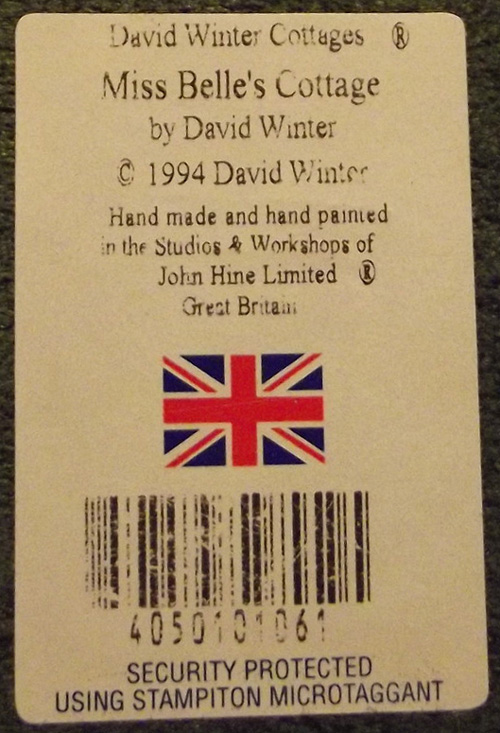 David Winter Cottages ®
Miss Belle's Cottage
by David Winter
© 1994 David Winter
Hand made and hand painted
in the Studios & Workshops of
John Hine Limited ®
Great Britain
4050101061
SECURITY PROTECTED
USING STAMPITON MICROTAGGANT